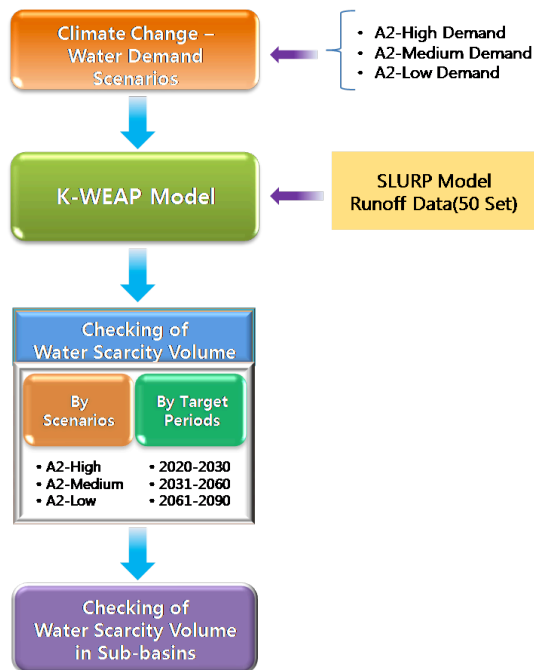 Climate Change –
Water Demand
Scenarios
• A2-High Demand
• A2-Medium Demand
• A2-Low Demand
K-WEAP Model
SLURP Model
Runoff Data(50 Set)
Checking of
Water Scarcity Volume
By
Scenarios
By Target
Periods
• A2-High
• A2-Medium
• A2-Low
• 2020-2030
• 2031-2060
• 2061-2090
Checking of
Water Scarcity Volume
in Sub-basins